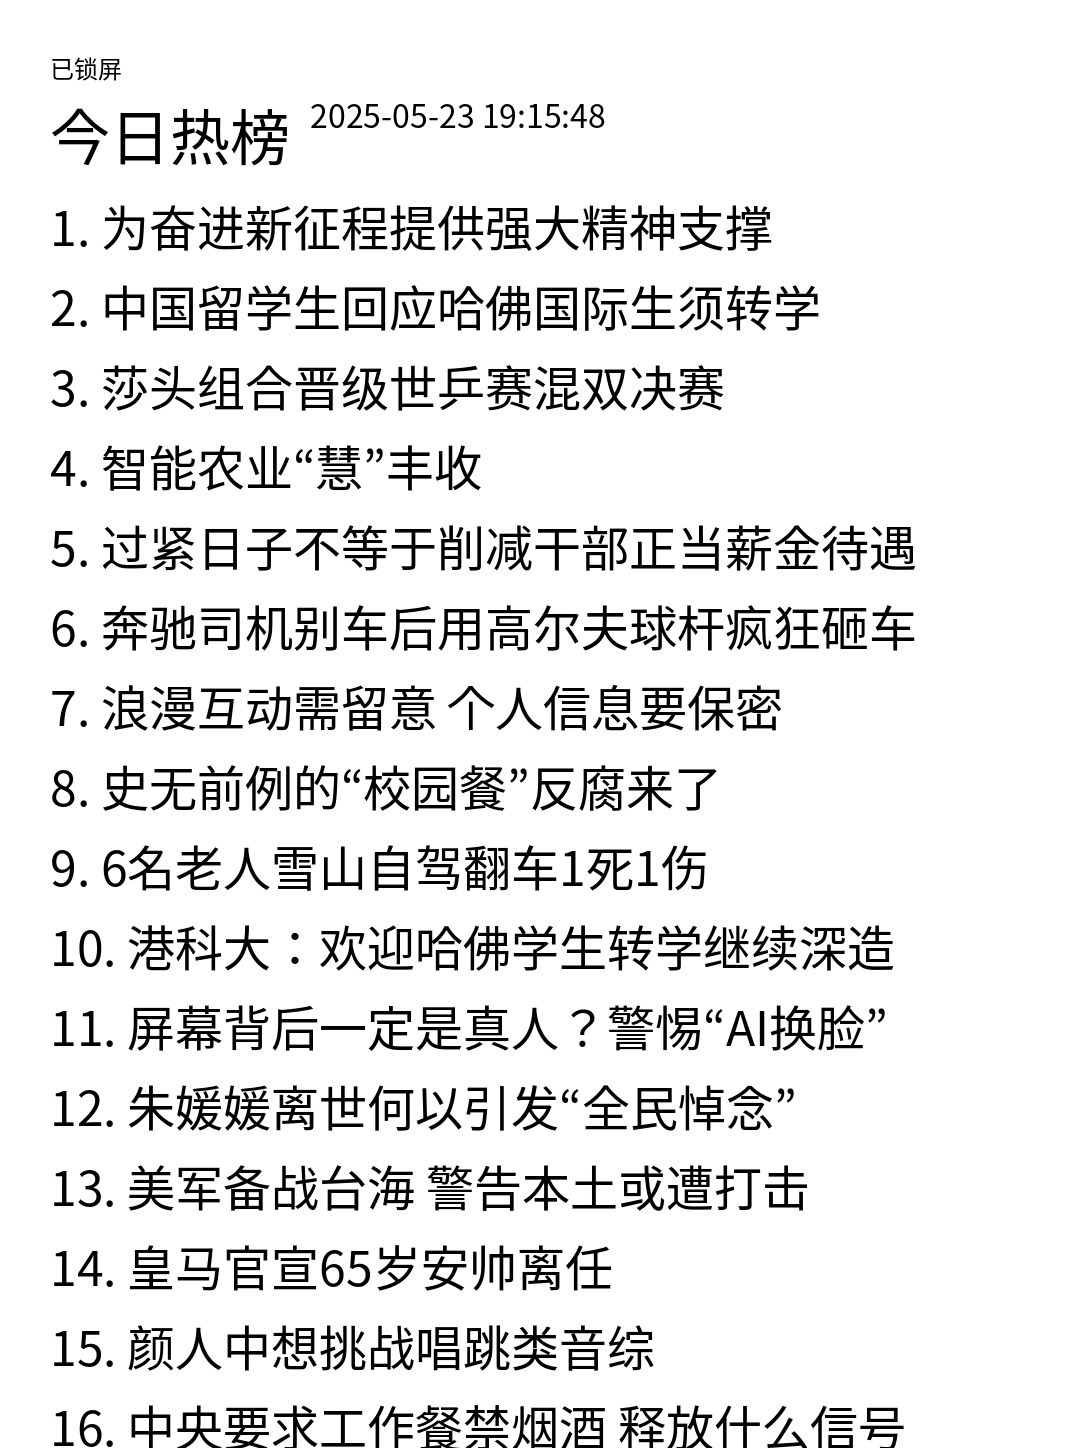 已锁屏
今日热榜 2025-05-23 19:15:48
1. 为奋进新征程提供强大精神支撑
2. 中国留学生回应哈佛国际生须转学
3. 莎头组合晋级世乒赛混双决赛
4. 智能农业“慧”丰收
5. 过紧日子不等于削减干部正当薪金待遇
6. 奔驰司机别车后用高尔夫球杆疯狂砸车
7. 浪漫互动需留意 个人信息要保密
8. 史无前例的“校园餐”反腐来了
9. 6名老人雪山自驾翻车1死1伤
10. 港科大：欢迎哈佛学生转学继续深造
11. 屏幕背后一定是真人？警惕“AI换脸”
12. 朱媛媛离世何以引发“全民悼念”
13. 美军备战台海 警告本土或遭打击
14. 皇马官宣65岁安帅离任
15. 颜人中想挑战唱跳类音综
16. 中央要求工作餐禁烟酒 释放什么信号